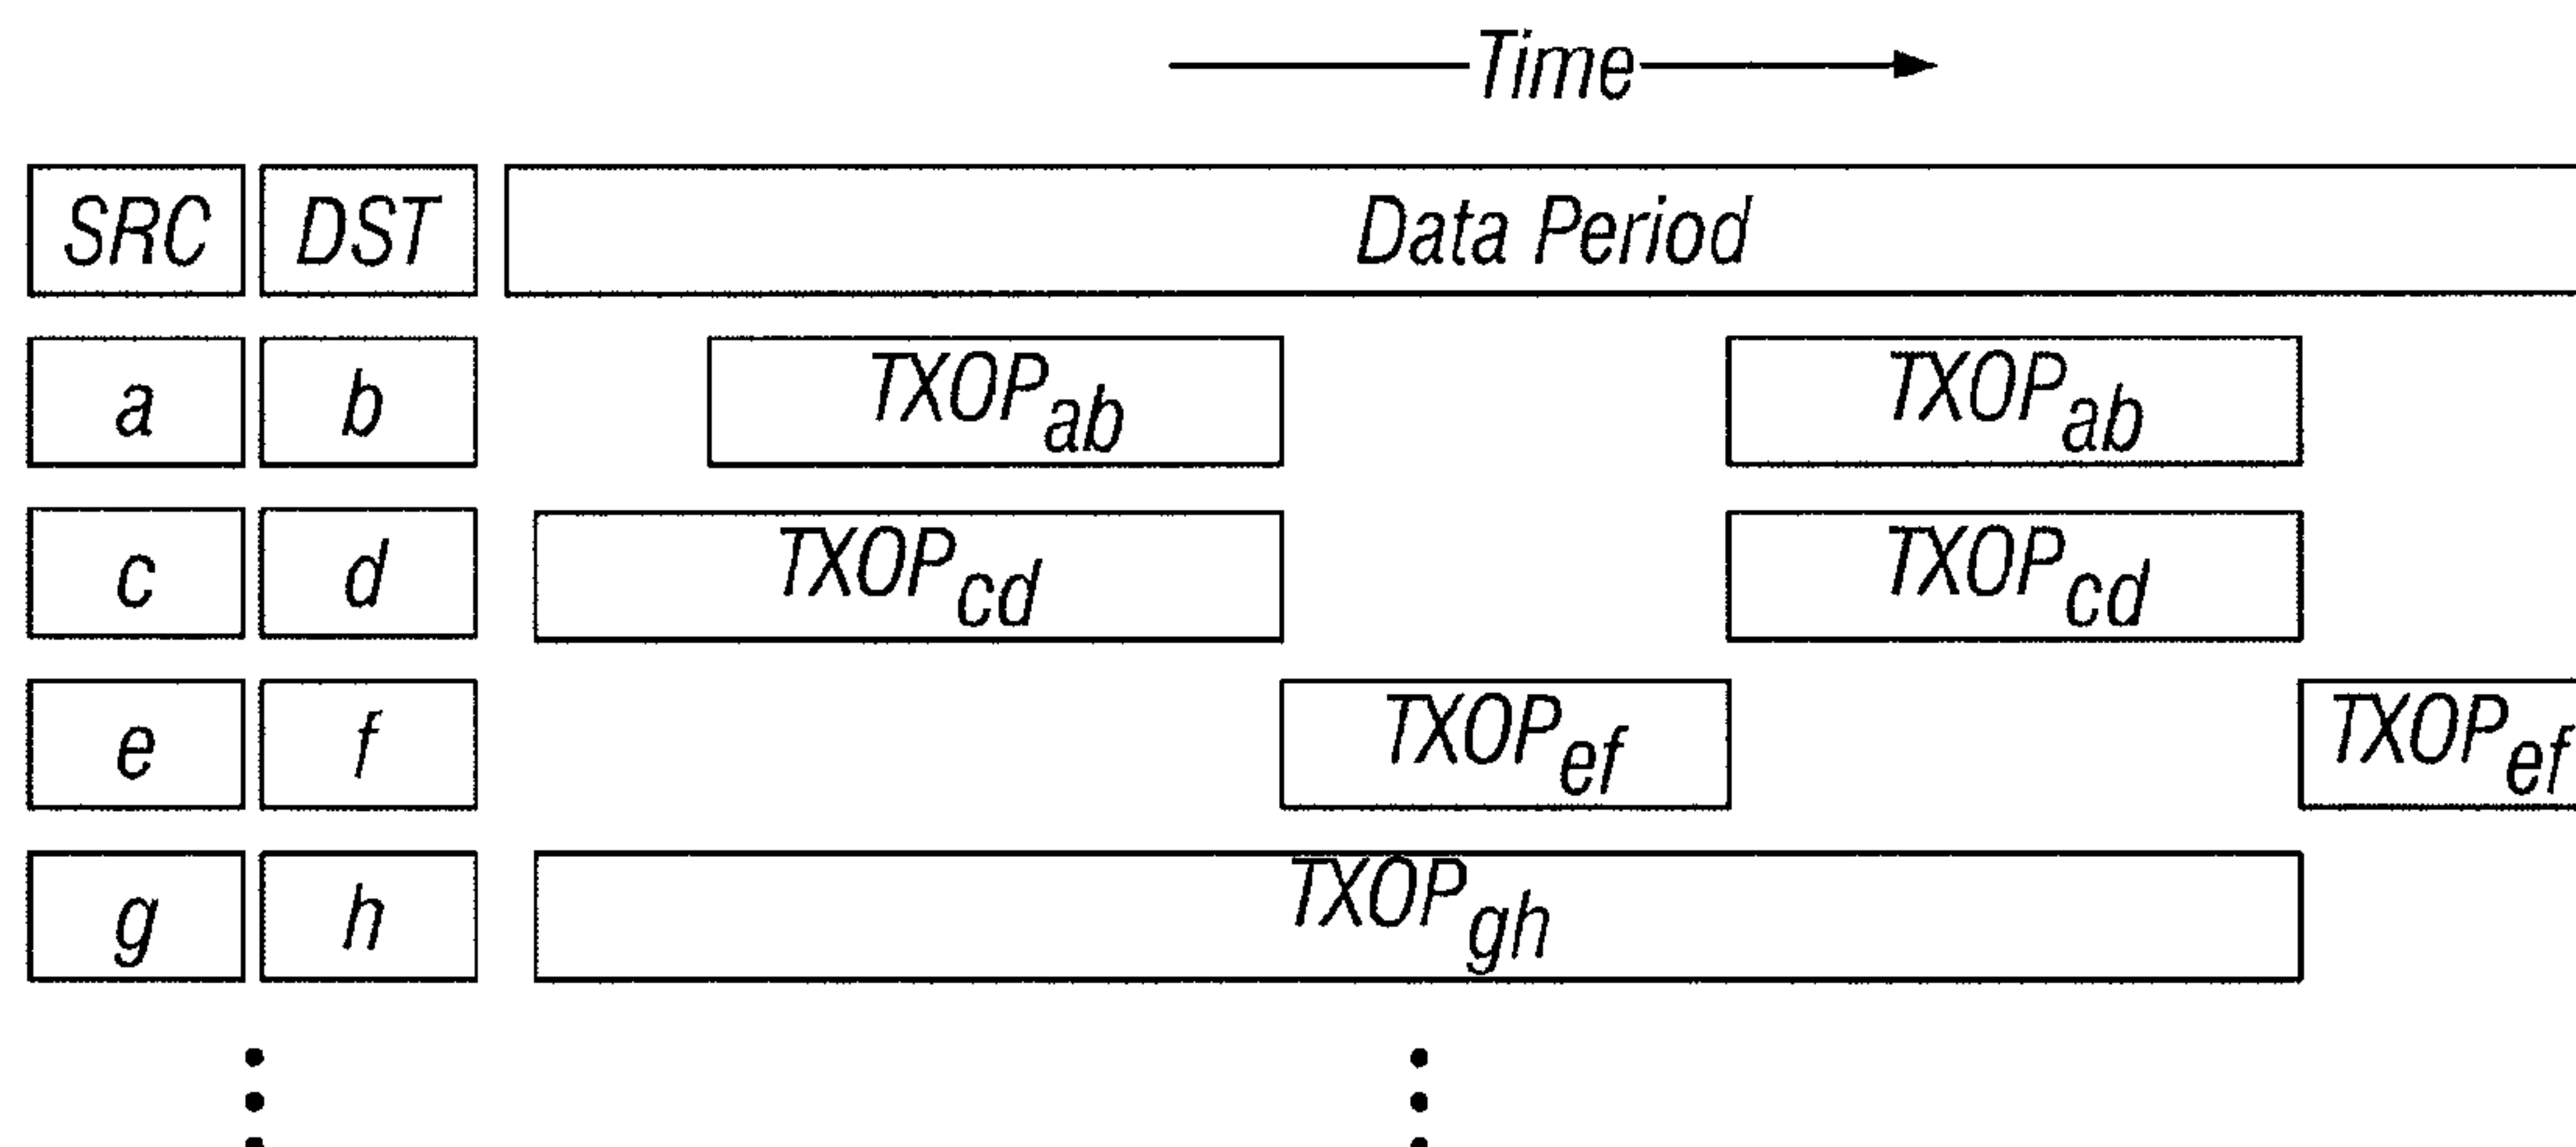 Time
SRC DST Data Period
a b TXOPab TXOPab
c d TXOPcd TXOPcd
e f TXOPef TXOPef
g h TXOPgh